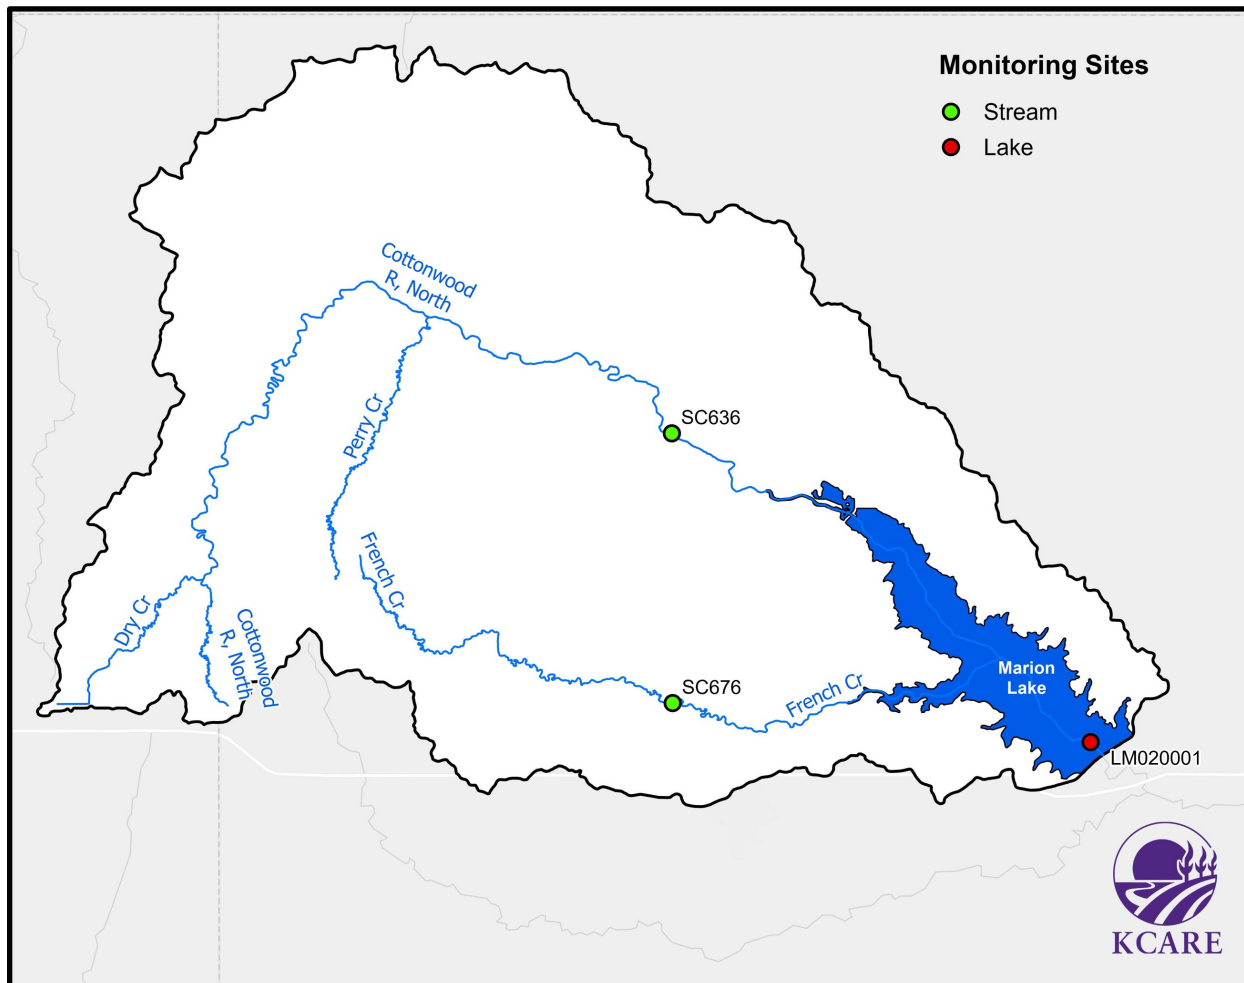 Monitoring Sites
Stream
Lake
Cottonwood
R, North
Perry Cr
SC636
French Cr
Dry Cr
Cottonwood
R, North
SC676
French Cr
Marion
Lake
LM020001
KCARE